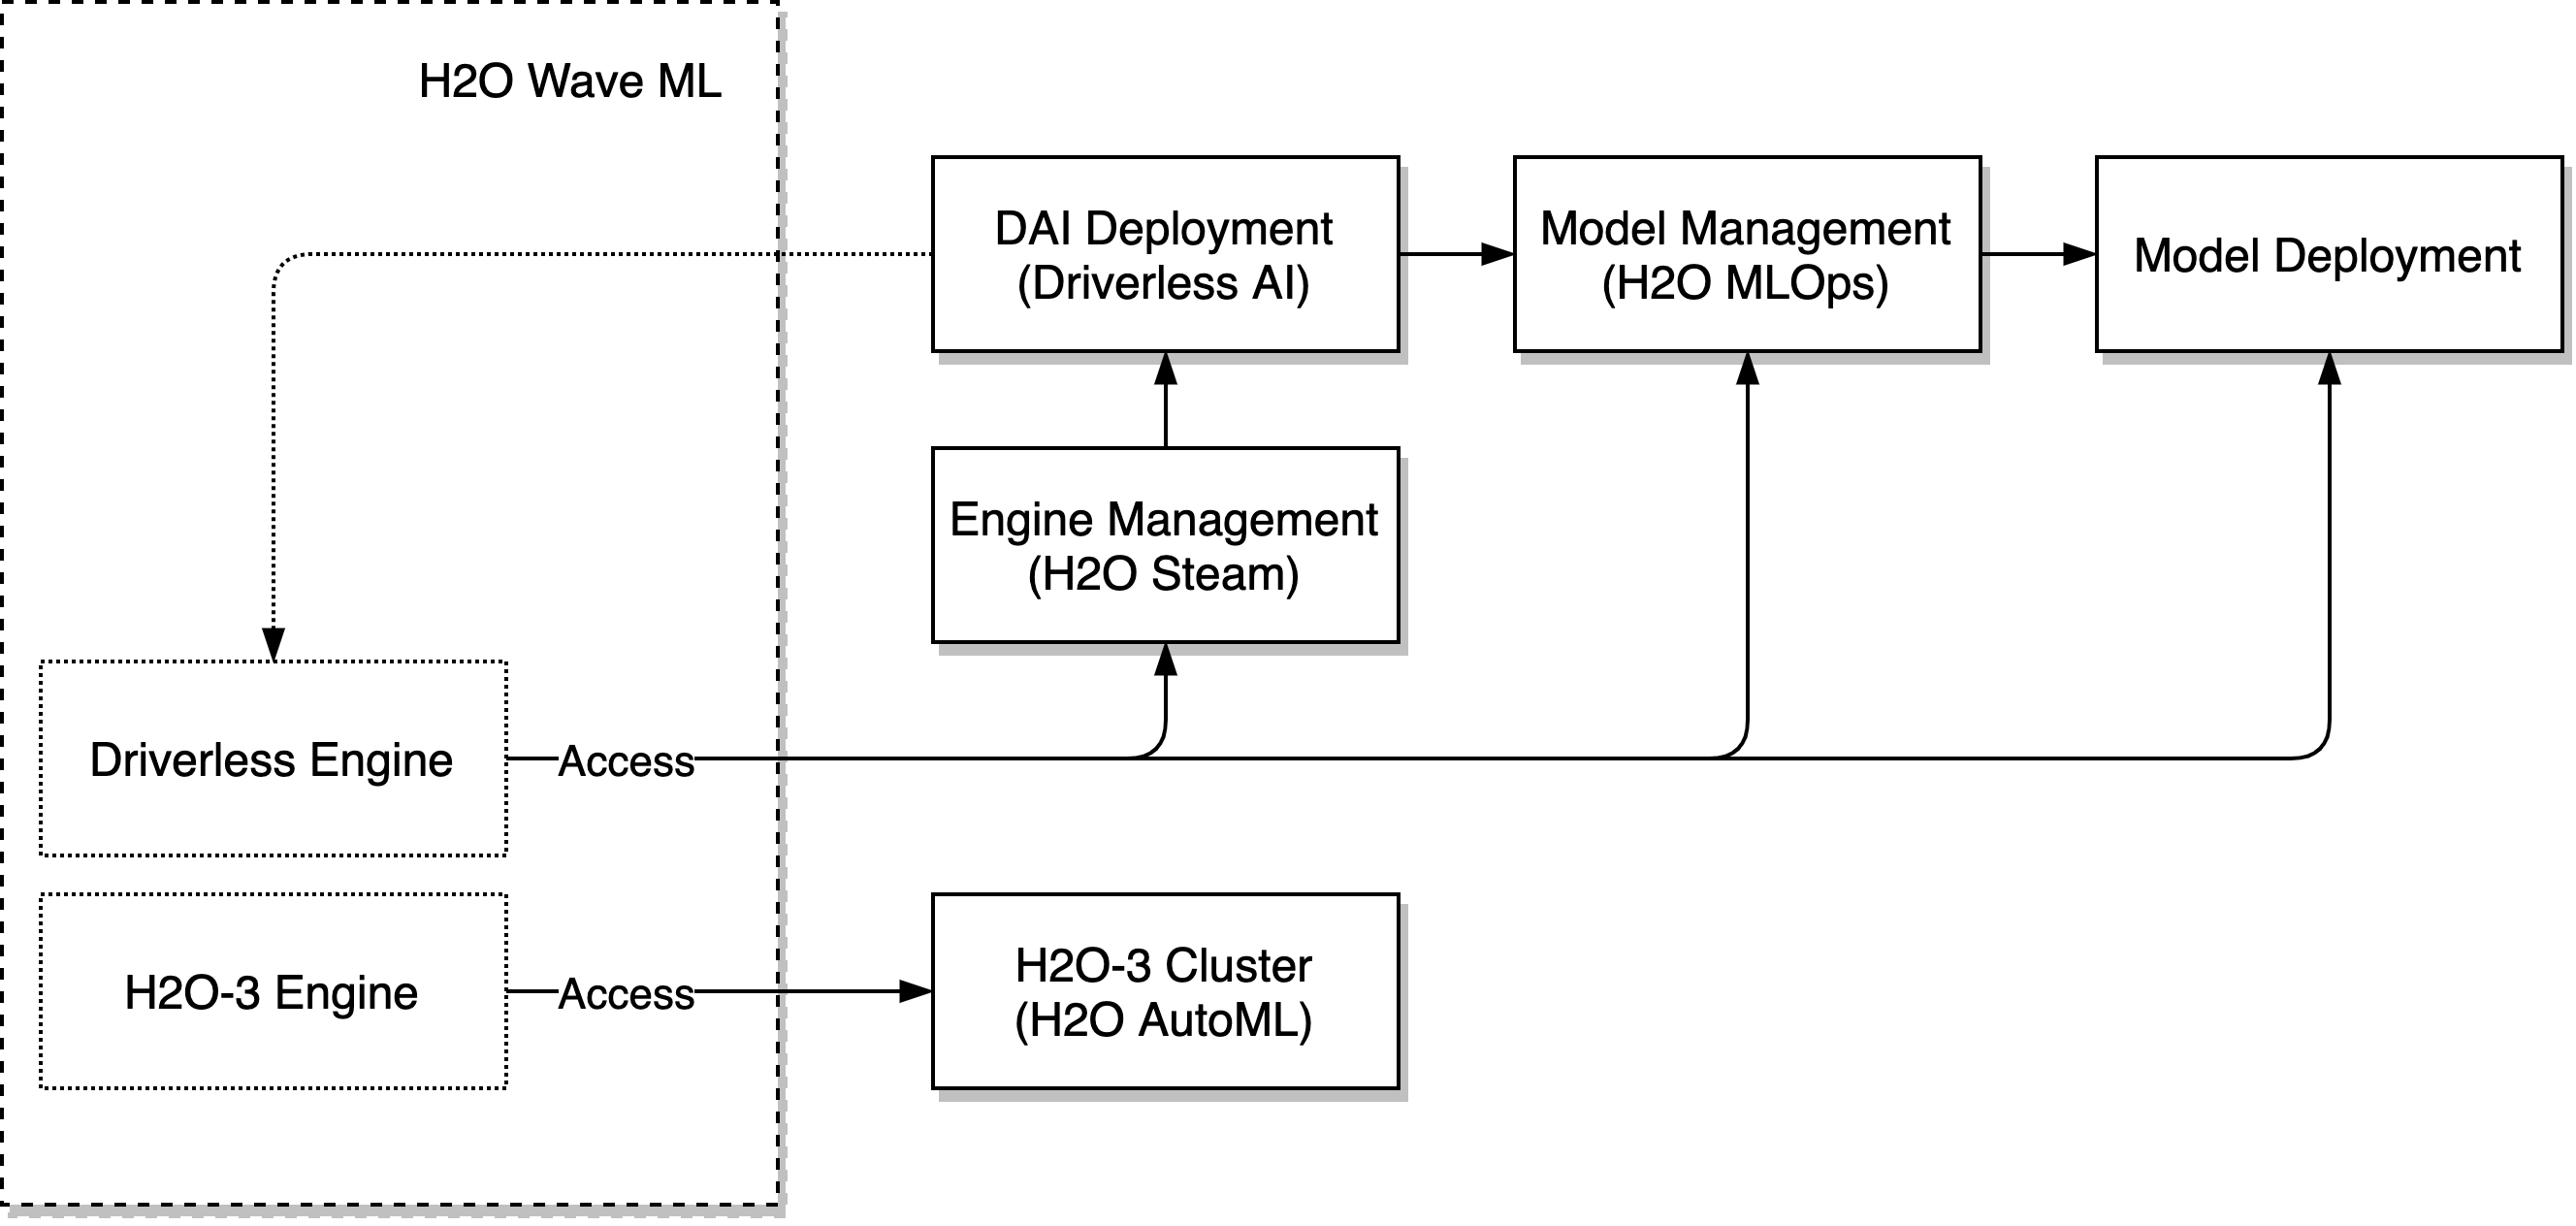 H2O Wave ML
DAI Deployment
(Driverless AI)
Model Management
(H2O MLOps)
Model Deployment
Engine Management
(H2O Steam)
Driverless Engine
Access
H2O-3 Engine
Access
H2O-3 Cluster
(H2O AutoML)